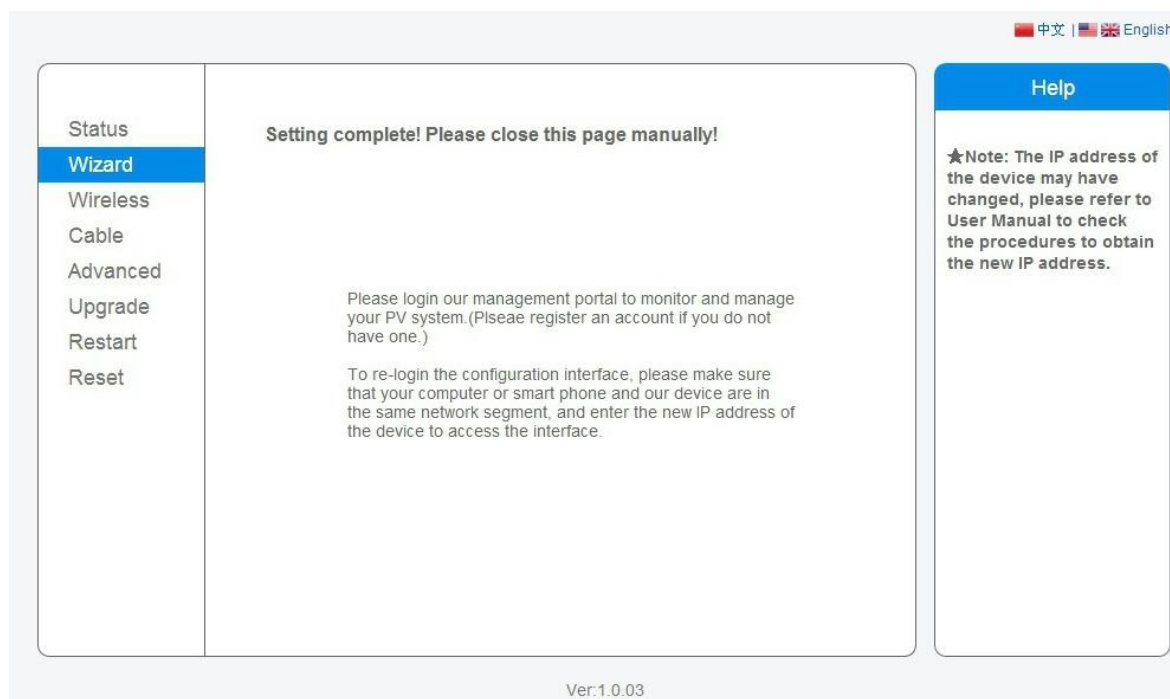 中文 | English
Status
Wizard
Wireless
Cable
Advanced
Upgrade
Restart
Reset
Setting complete! Please close this page manually!
Please login our management portal to monitor and manage
your PV system.(Plseae register an account if you do not
have one.)
To re-login the configuration interface, please make sure
that your computer or smart phone and our device are in
the same network segment, and enter the new IP address of
the device to access the interface.
Help
★Note: The IP address of
the device may have
changed, please refer to
User Manual to check
the procedures to obtain
the new IP address.
Ver:1.0.03